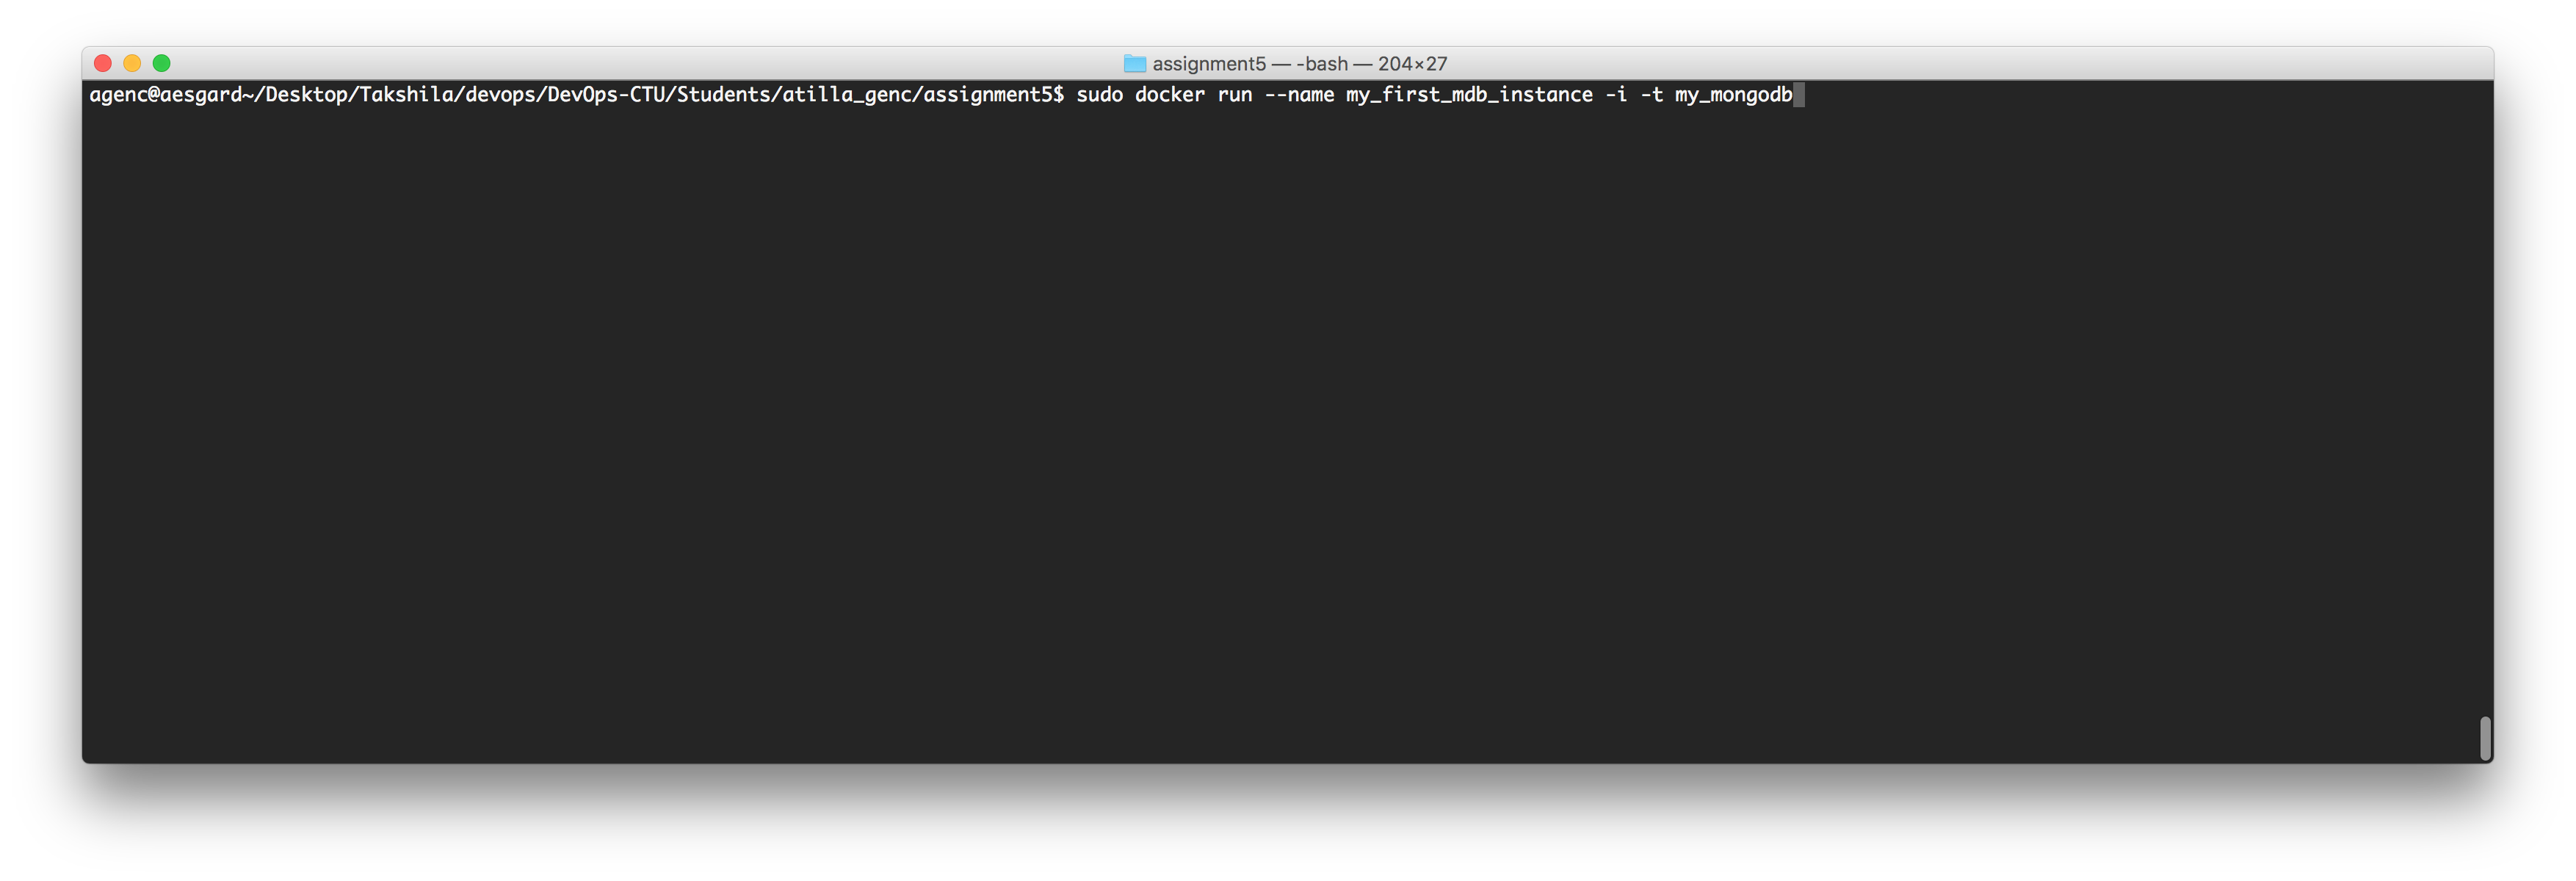 assignment5 — -bash — 204×27
agenc@aesgard~/Desktop/Takshila/devops/DevOps-CTU/Students/atilla_genc/assignment5$ sudo docker run --name my_first_mdb_instance -i -t my_mongodb